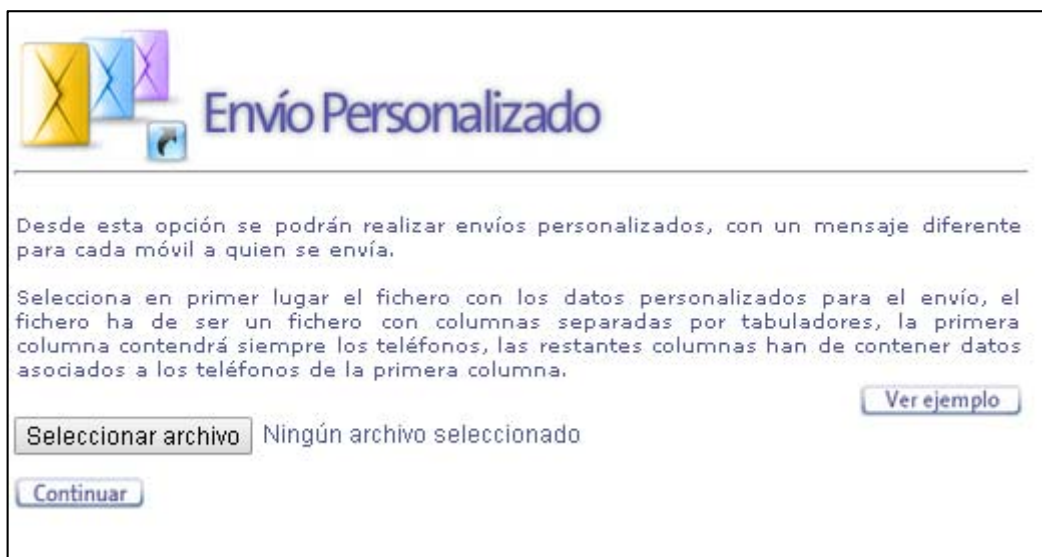 Envío Personalizado
Desde esta opción se podrán realizar envíos personalizados, con un mensaje diferente
para cada móvil a quien se envía.
Selecciona en primer lugar el fichero con los datos personalizados para el envío, el
fichero ha de ser un fichero con columnas separadas por tabuladores, la primera
columna contendrá siempre los teléfonos, las restantes columnas han de contener datos
asociados a los teléfonos de la primera columna.
Ver ejemplo
Seleccionar archivo Ningún archivo seleccionado
Continuar